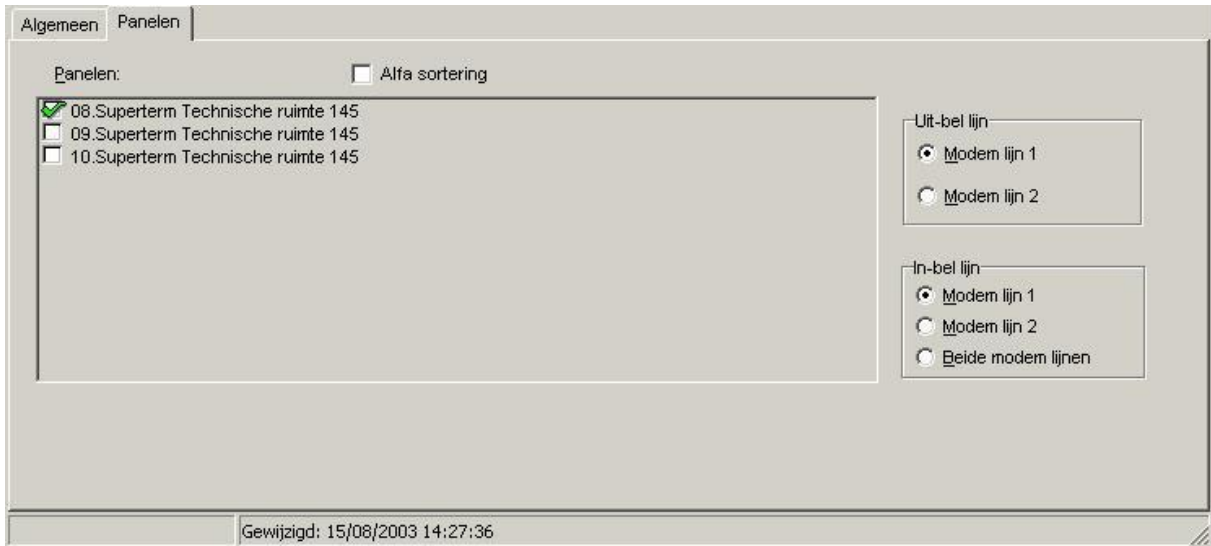 Algemeen Panelen
Panelen: Alfa sortering
08.Superterm Technische ruimte 145
09.Superterm Technische ruimte 145
10.Superterm Technische ruimte 145
Uit-bel lijn
Modem lijn 1
Modem lijn 2
In-bel lijn
Modem lijn 1
Modem lijn 2
Beide modem lijnen
Gewijzigd: 15/08/2003 14:27:36